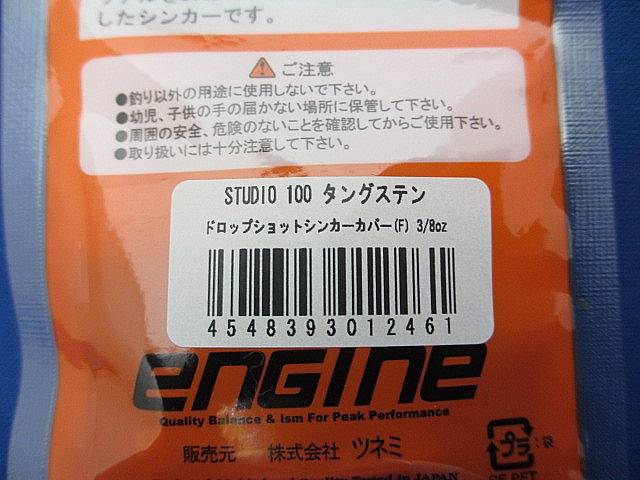 したシンカーです。
ご注意
●釣り以外の用途に使用しないで下さい。
●幼児、子供の手の届かない場所に保管して下さい。
●周囲の安全、危険のないことを確認してからご使用下さい。
●取り扱いには十分注意して下さい。
STUDIO 100 タングステン
ドロップショットシンカーカバー(F) 3/8oz
4548393012461
engine
Quality Balance & Ism For Peak Performance
販売元 株式会社 ツネミ
プラ :袋